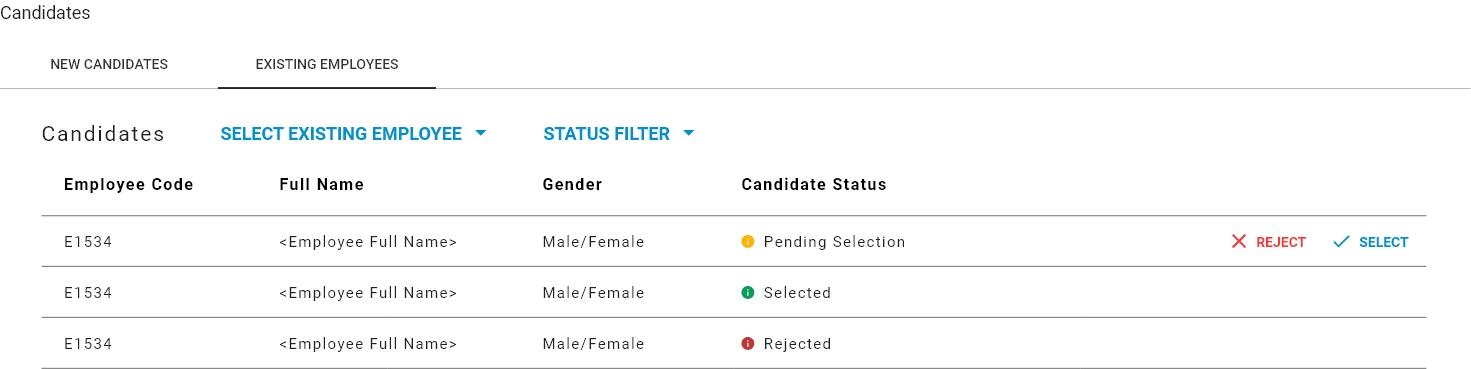 Candidates
NEW CANDIDATES EXISTING EMPLOYEES
Candidates SELECT EXISTING EMPLOYEE STATUS FILTER
Employee Code Full Name Gender Candidate Status
E1534 <Employee Full Name> Male/Female Pending Selection REJECT SELECT
E1534 <Employee Full Name> Male/Female Selected
E1534 <Employee Full Name> Male/Female Rejected